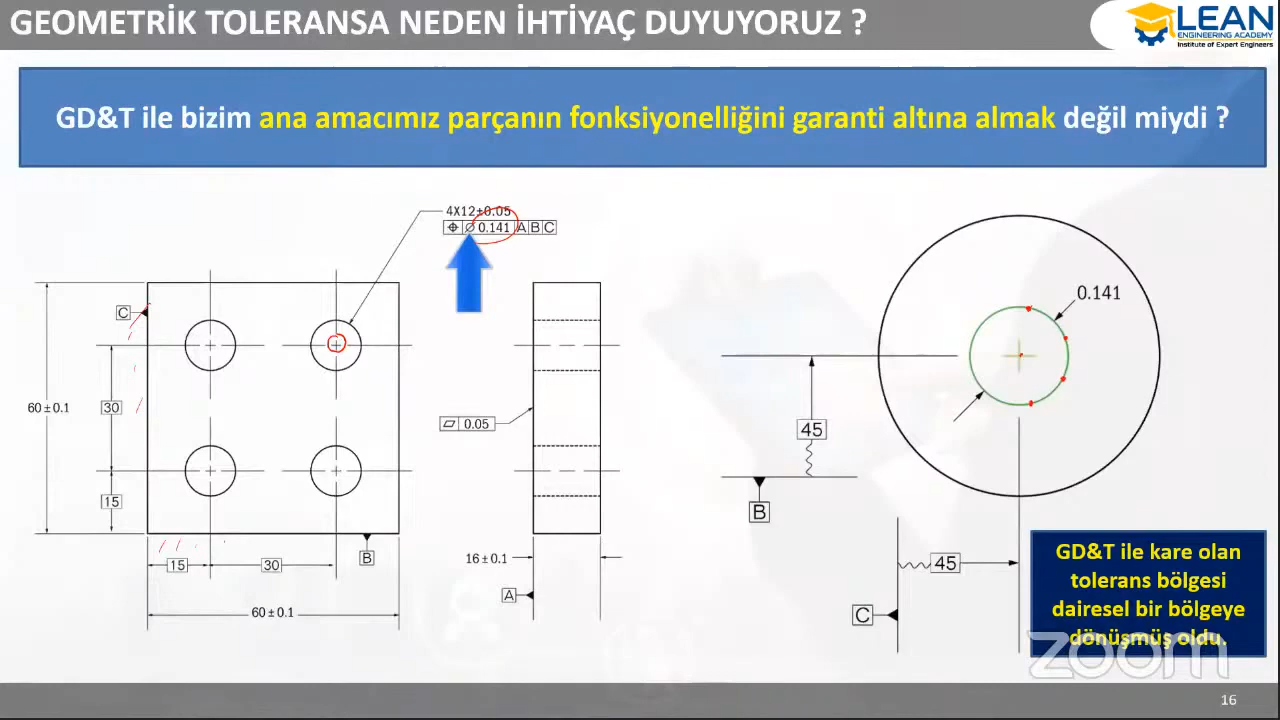 GEOMETRİK TOLERANSA NEDEN İHTİYAÇ DUYUYORUZ ?
LEAN
ENGINEERING ACADEMY
Institute of Expert Engineers
GD&T ile bizim ana amacımız parçanın fonksiyonelliğini garanti altına almak değil miydi ?
4X12±0.05
⌖ ⌀ 0.141 A B C
C
60±0.1
30
15
15
30
B
60±0.1
⏥ 0.05
16±0.1
A
0.141
45
B
45
C
GD&T ile kare olan
tolerans bölgesi
dairesel bir bölgeye
dönüşmüş oldu.
zoom
16